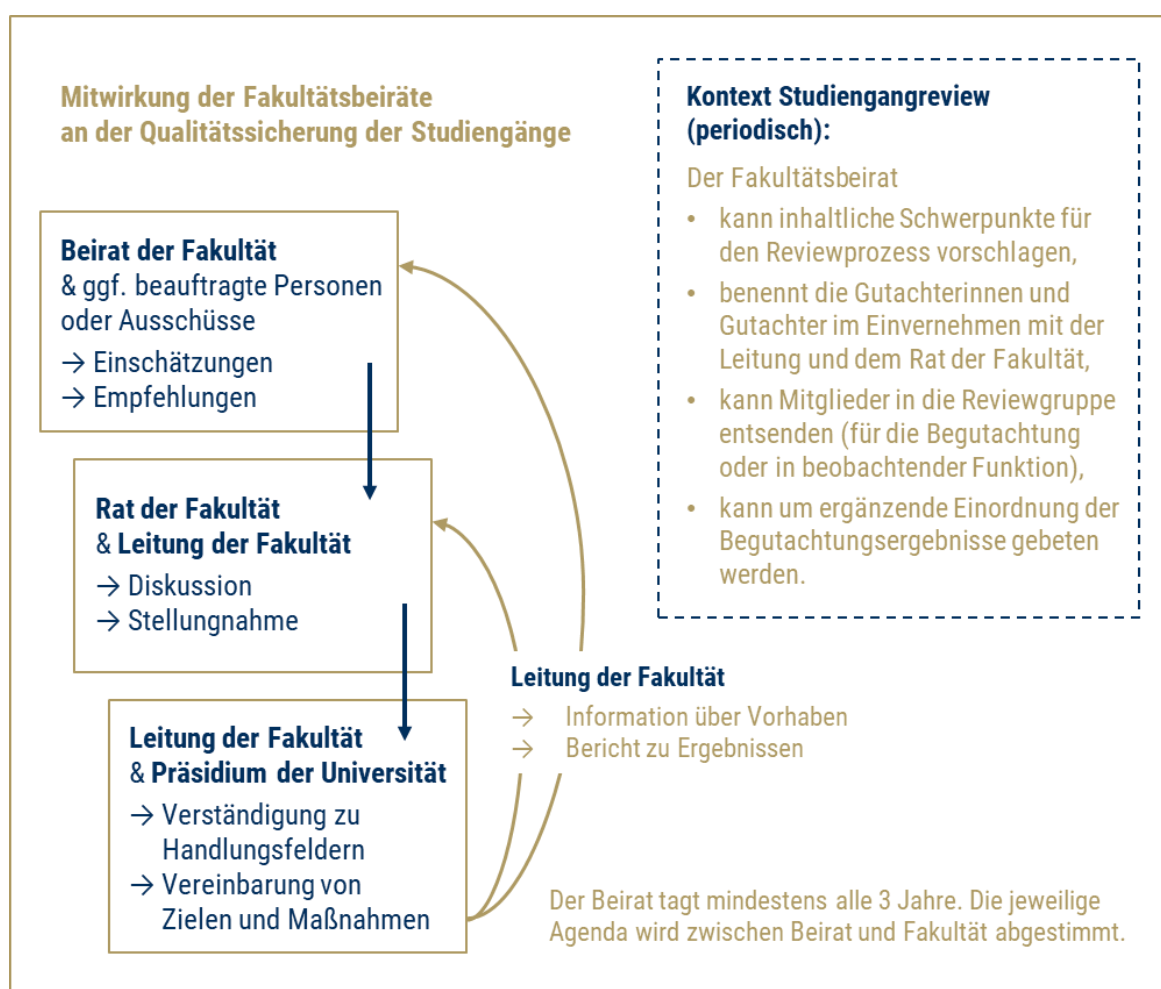 Mitwirkung der Fakultätsbeiräte
an der Qualitätssicherung der Studiengänge
Beirat der Fakultät
& ggf. beauftragte Personen
oder Ausschüsse
→ Einschätzungen
→ Empfehlungen
Rat der Fakultät
& Leitung der Fakultät
→ Diskussion
→ Stellungnahme
Leitung der Fakultät
& Präsidium der Universität
→ Verständigung zu
Handlungsfeldern
→ Vereinbarung von
Zielen und Maßnahmen
Leitung der Fakultät
→ Information über Vorhaben
→ Bericht zu Ergebnissen
Kontext Studiengangreview
(periodisch):
Der Fakultätsbeirat
• kann inhaltliche Schwerpunkte für
den Reviewprozess vorschlagen,
• benennt die Gutachterinnen und
Gutachter im Einvernehmen mit der
Leitung und dem Rat der Fakultät,
• kann Mitglieder in die Reviewgruppe
entsenden (für die Begutachtung
oder in beobachtender Funktion),
• kann um ergänzende Einordnung der
Begutachtungsergebnisse gebeten
werden.
Der Beirat tagt mindestens alle 3 Jahre. Die jeweilige
Agenda wird zwischen Beirat und Fakultät abgestimmt.